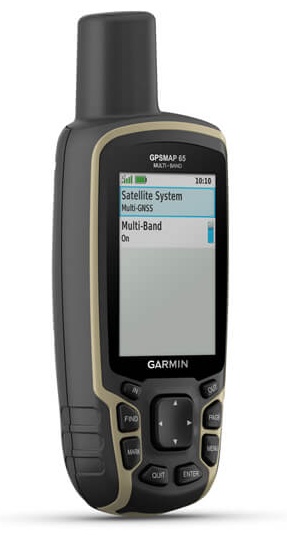 GPSMAP 65
MULTI-BAND
10:10
Satellite System
Multi-GNSS
Multi-Band
On
GARMIN
IN
OUT
FIND
PAGE
MARK
MENU
QUIT
ENTER